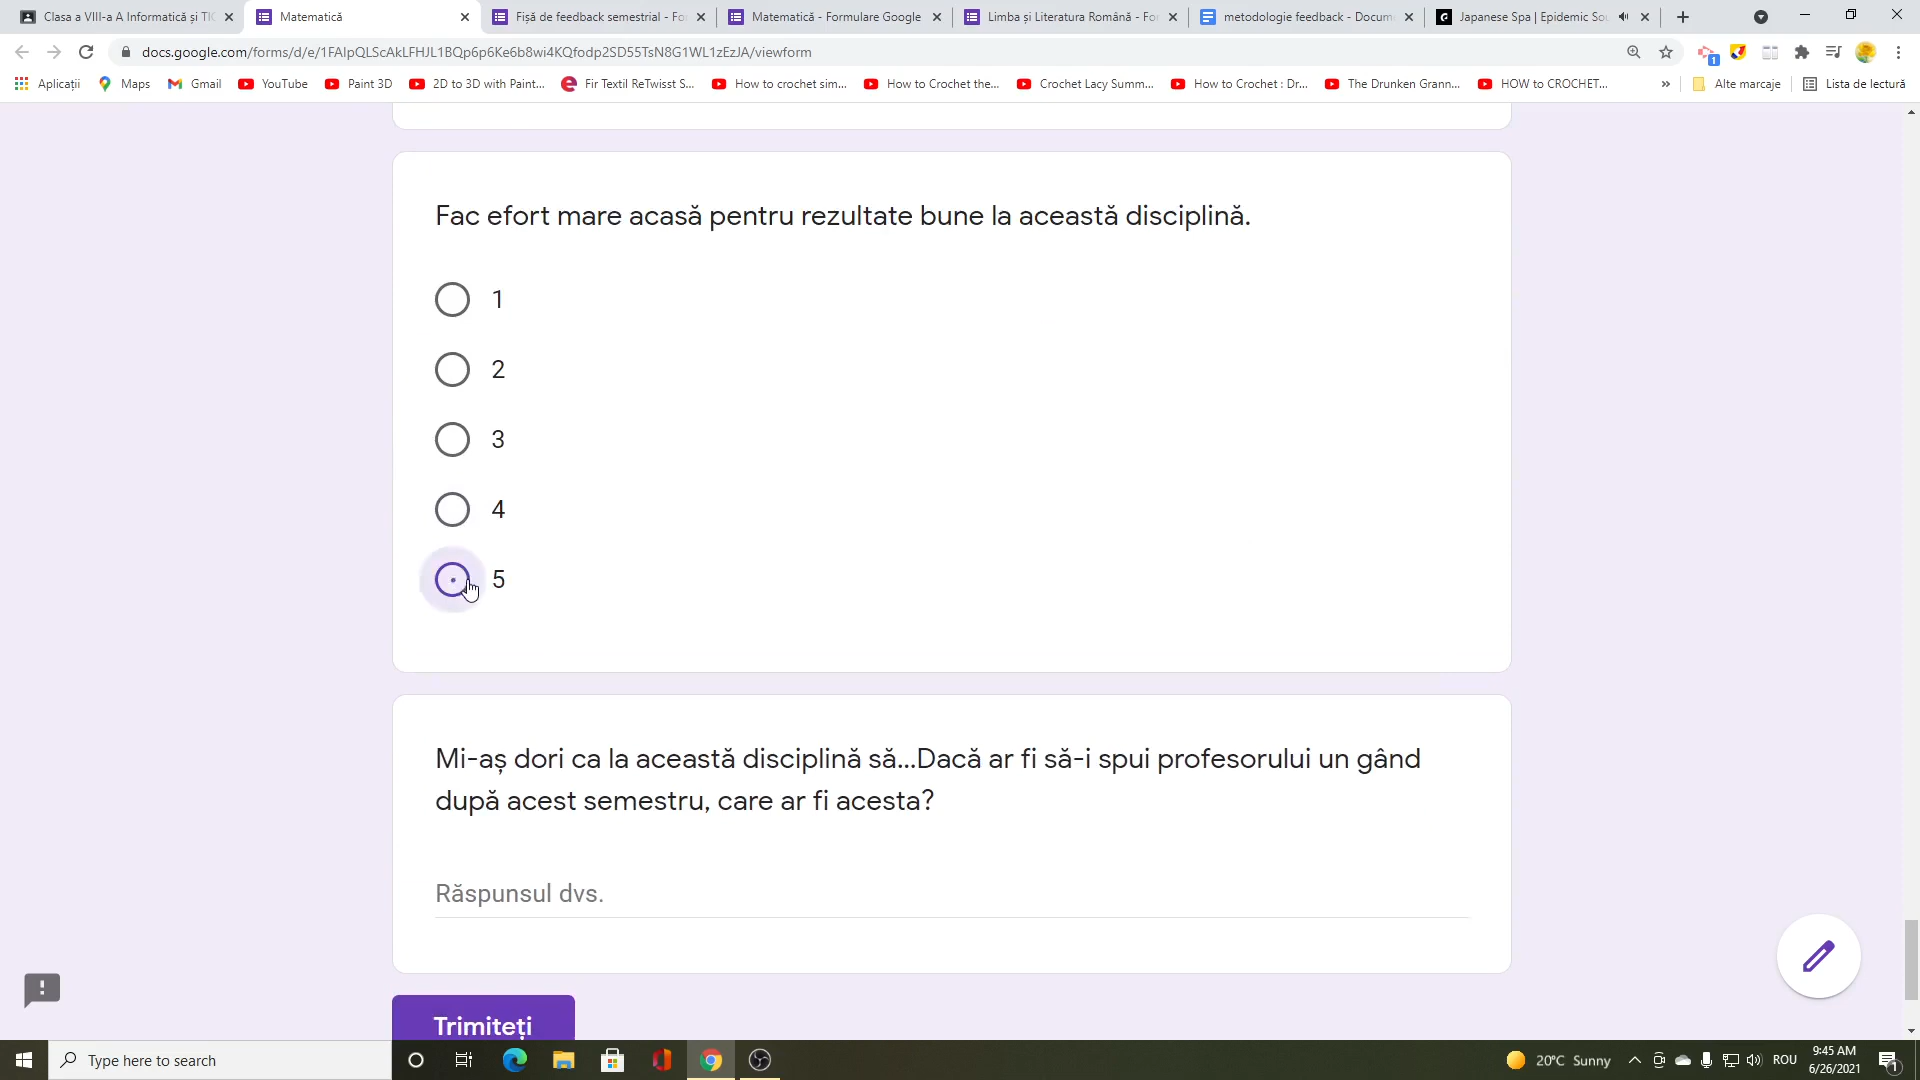 Clasa a VIII-a A Informatică și TIC
Matematică
Fișă de feedback semestrial - Fo
Matematică - Formulare Google
Limba și Literatura Română - Fo
metodologie feedback - Docum
Japanese Spa | Epidemic Sou
docs.google.com/forms/d/e/1FAIpQLScAkLFHJL1BQp6p6Ke6b8wi4KQfodp2SD55TsN8G1WL1zEzJA/viewform
1
Aplicații
Maps
Gmail
YouTube
Paint 3D
2D to 3D with Paint...
Fir Textil ReTwisst S...
How to crochet sim...
How to Crochet the...
Crochet Lacy Summ...
How to Crochet : Dr...
The Drunken Grann...
HOW to CROCHET...
»
Alte marcaje
Lista de lectură
Fac efort mare acasă pentru rezultate bune la această disciplină.
1
2
3
4
5
Mi-aș dori ca la această disciplină să...Dacă ar fi să-i spui profesorului un gând
după acest semestru, care ar fi acesta?
Răspunsul dvs.
Trimiteți
Type here to search
20°C Sunny
ROU
9:45 AM
6/26/2021
1